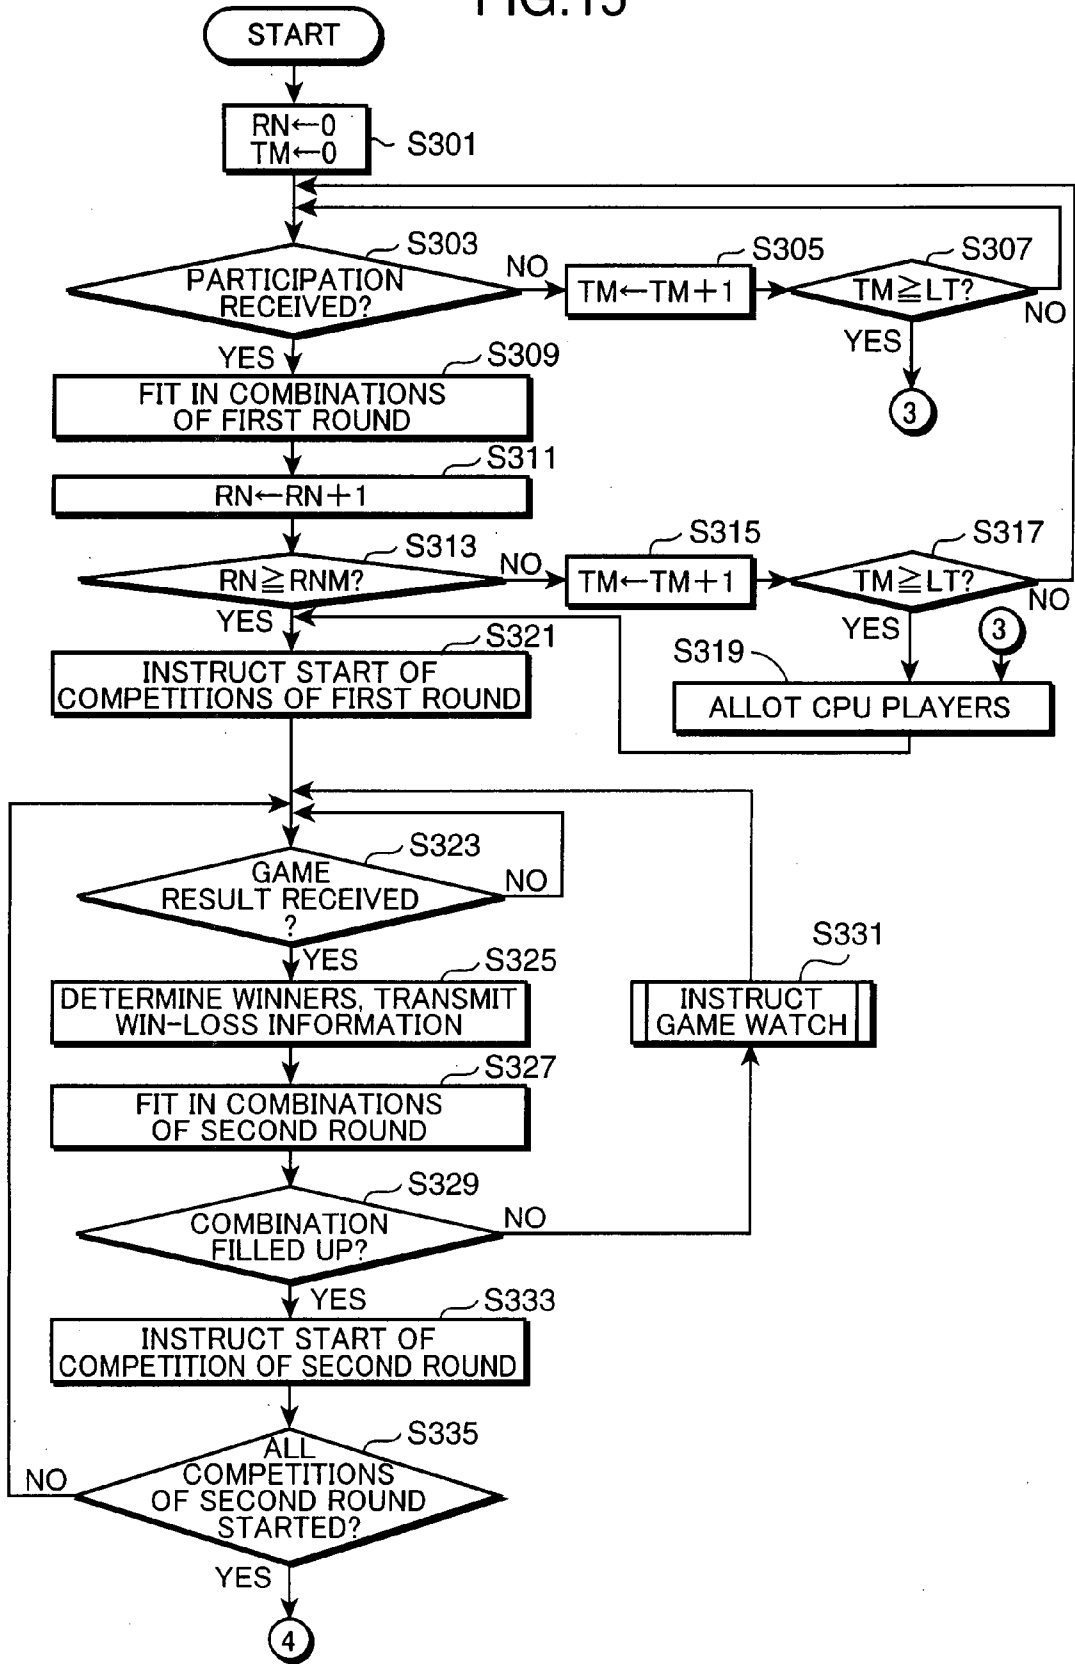 START
RN←0
TM←0
S301
S303
PARTICIPATION
RECEIVED?
NO
S305
TM←TM+1
S307
TM≧LT?
NO
YES
3
YES
S309
FIT IN COMBINATIONS
OF FIRST ROUND
S311
RN←RN+1
S313
RN≧RNM?
NO
S315
TM←TM+1
S317
TM≧LT?
NO
YES
3
S319
ALLOT CPU PLAYERS
YES
S321
INSTRUCT START OF
COMPETITIONS OF FIRST ROUND
S323
GAME
RESULT RECEIVED
?
NO
YES
S325
DETERMINE WINNERS, TRANSMIT
WIN-LOSS INFORMATION
S331
INSTRUCT
GAME WATCH
S327
FIT IN COMBINATIONS
OF SECOND ROUND
S329
COMBINATION
FILLED UP?
NO
YES
S333
INSTRUCT START OF
COMPETITION OF SECOND ROUND
S335
ALL
COMPETITIONS
OF SECOND ROUND
STARTED?
NO
YES
4